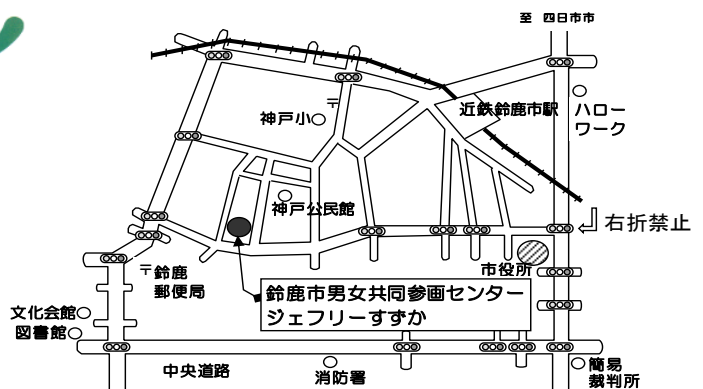 至 四日市市
近鉄鈴鹿市駅
ハロー
ワーク
〒
神戸小
神戸公民館
右折禁止
市役所
〒鈴鹿
郵便局
鈴鹿市男女共同参画センター
ジェフリーすずか
文化会館
図書館
中央道路
消防署
簡易
裁判所